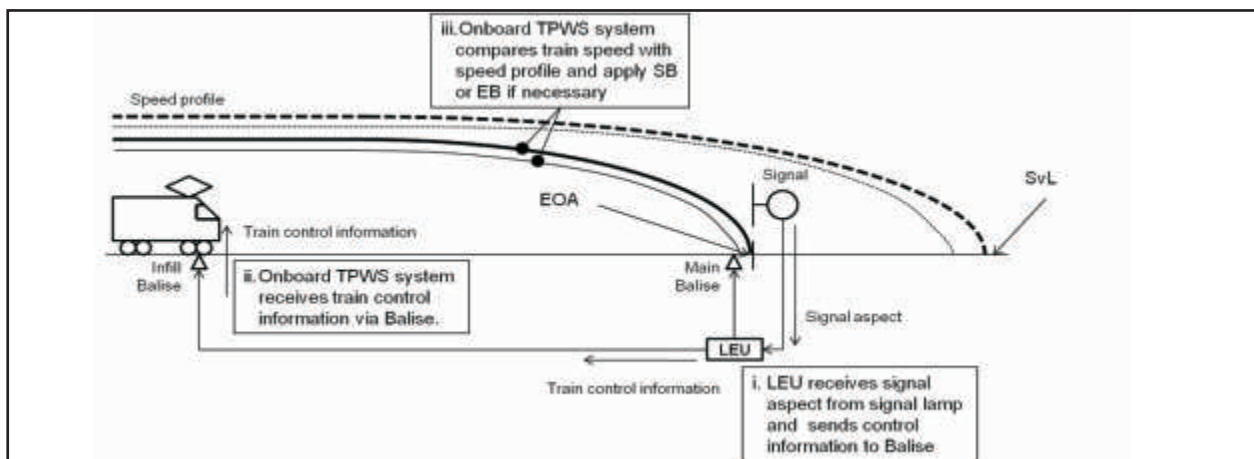 iii.Onboard TPWS system
compares train speed with
speed profile and apply SB
or EB if necessary
Speed profile
Signal
SvL
EOA
Train control information
Infill
Balise
ii. Onboard TPWS system
receives train control
information via Balise.
Main
Balise
Signal aspect
LEU
Train control information
i. LEU receives signal
aspect from signal lamp
and sends control
information to Balise